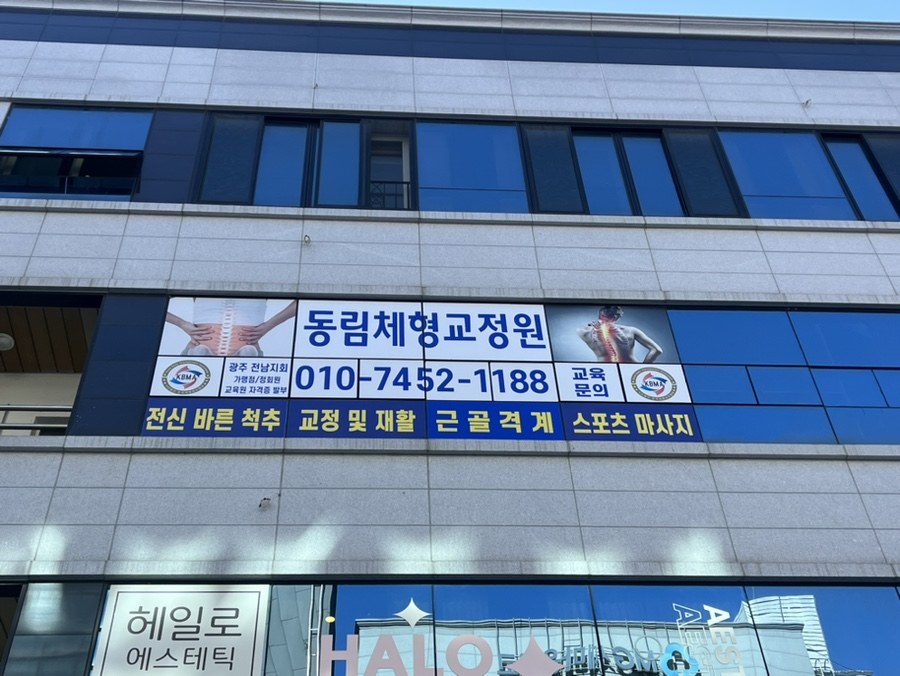 동림체형교정원
KBMA
광주 전남지회
가맹점/정회원
교육원 자격증 발부
010-7452-1188
교육
문의
KBMA
전신 바른 척추 교정 및 재활 근골격계 스포츠 마사지
헤일로
에스테틱
HALO